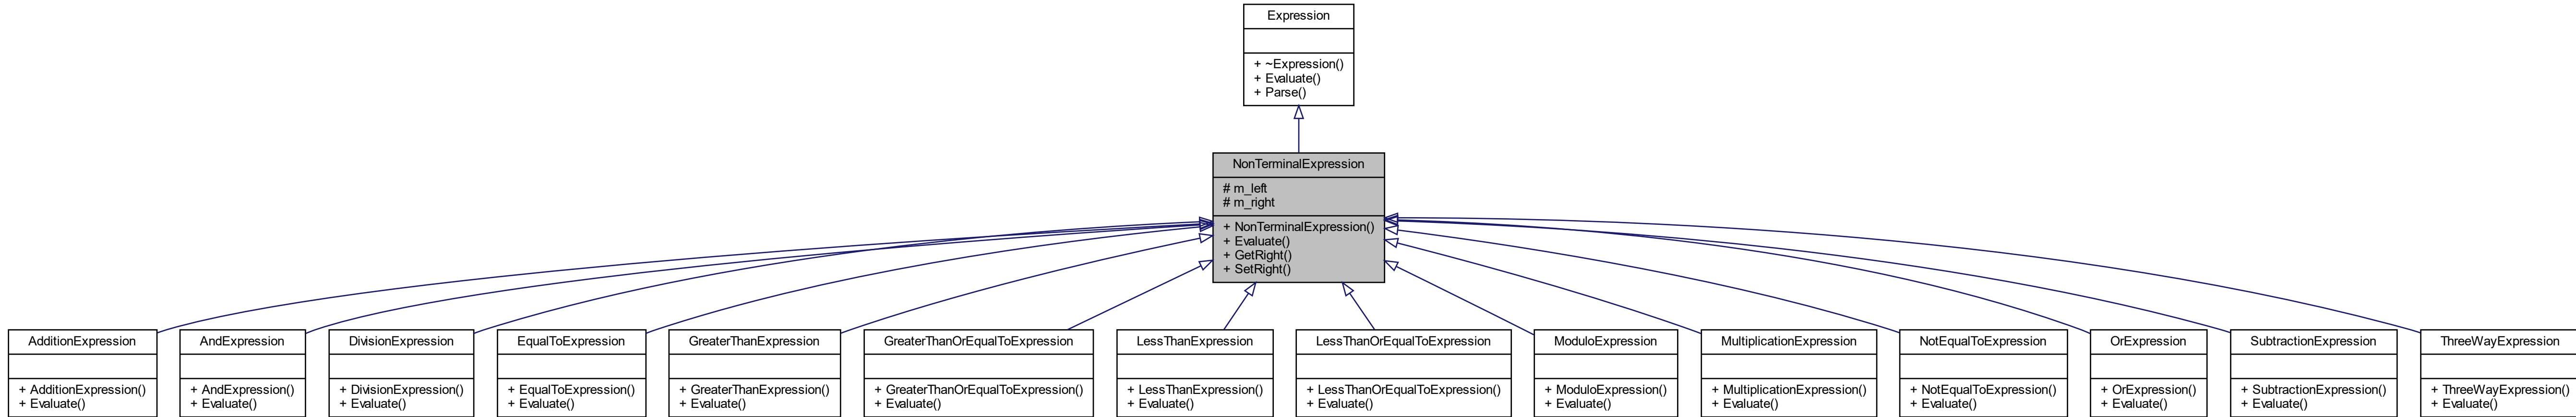 Expression
+ ~Expression()
+ Evaluate()
+ Parse()
NonTerminalExpression
# m_left
# m_right
+ NonTerminalExpression()
+ Evaluate()
+ GetRight()
+ SetRight()
AdditionExpression
+ AdditionExpression()
+ Evaluate()
AndExpression
+ AndExpression()
+ Evaluate()
DivisionExpression
+ DivisionExpression()
+ Evaluate()
EqualToExpression
+ EqualToExpression()
+ Evaluate()
GreaterThanExpression
+ GreaterThanExpression()
+ Evaluate()
GreaterThanOrEqualToExpression
+ GreaterThanOrEqualToExpression()
+ Evaluate()
LessThanExpression
+ LessThanExpression()
+ Evaluate()
LessThanOrEqualToExpression
+ LessThanOrEqualToExpression()
+ Evaluate()
ModuloExpression
+ ModuloExpression()
+ Evaluate()
MultiplicationExpression
+ MultiplicationExpression()
+ Evaluate()
NotEqualToExpression
+ NotEqualToExpression()
+ Evaluate()
OrExpression
+ OrExpression()
+ Evaluate()
SubtractionExpression
+ SubtractionExpression()
+ Evaluate()
ThreeWayExpression
+ ThreeWayExpression()
+ Evaluate()